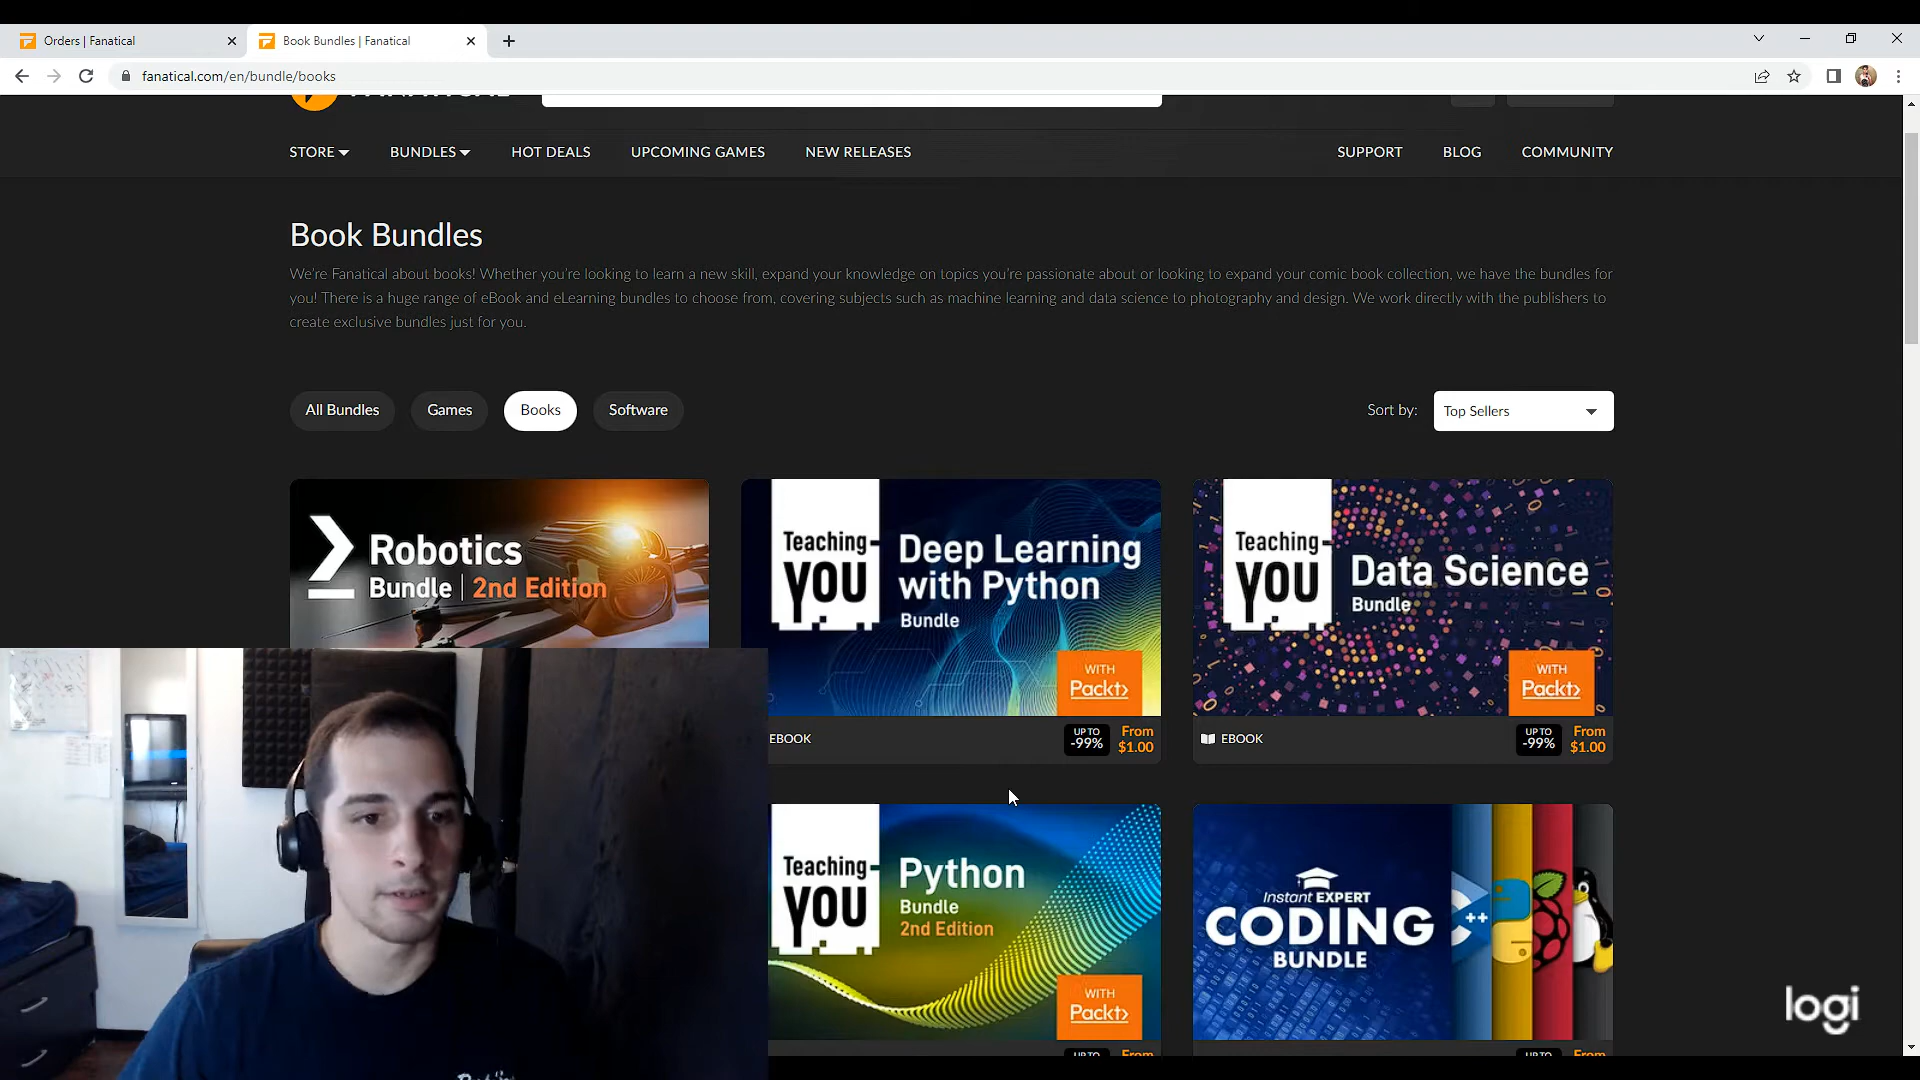 Orders | Fanatical
Book Bundles | Fanatical
fanatical.com/en/bundle/books
STORE
BUNDLES
HOT DEALS
UPCOMING GAMES
NEW RELEASES
SUPPORT
BLOG
COMMUNITY
Book Bundles
We're Fanatical about books! Whether you're looking to learn a new skill, expand your knowledge on topics you're passionate about or looking to expand your comic book collection, we have the bundles for
you! There is a huge range of eBook and eLearning bundles to choose from, covering subjects such as machine learning and data science to photography and design. We work directly with the publishers to
create exclusive bundles just for you.
All Bundles
Games
Books
Software
Sort by:
Top Sellers
Robotics
Bundle | 2nd Edition
Teaching-
YOU
Deep Learning
with Python
Bundle
WITH
Packt>
EBOOK
UP TO
-99%
From
$1.00
Teaching-
YOU
Data Science
Bundle
WITH
Packt>
EBOOK
UP TO
-99%
From
$1.00
Teaching-
YOU
Python
Bundle
2nd Edition
WITH
Packt>
UP TO
From
Instant EXPERT
CODING
BUNDLE
++
UP TO
From
logi